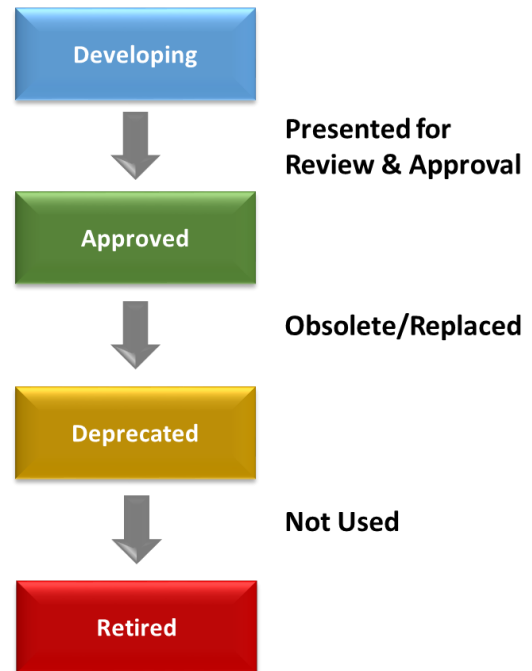 Developing
Presented for
Review & Approval
Approved
Obsolete/Replaced
Deprecated
Not Used
Retired